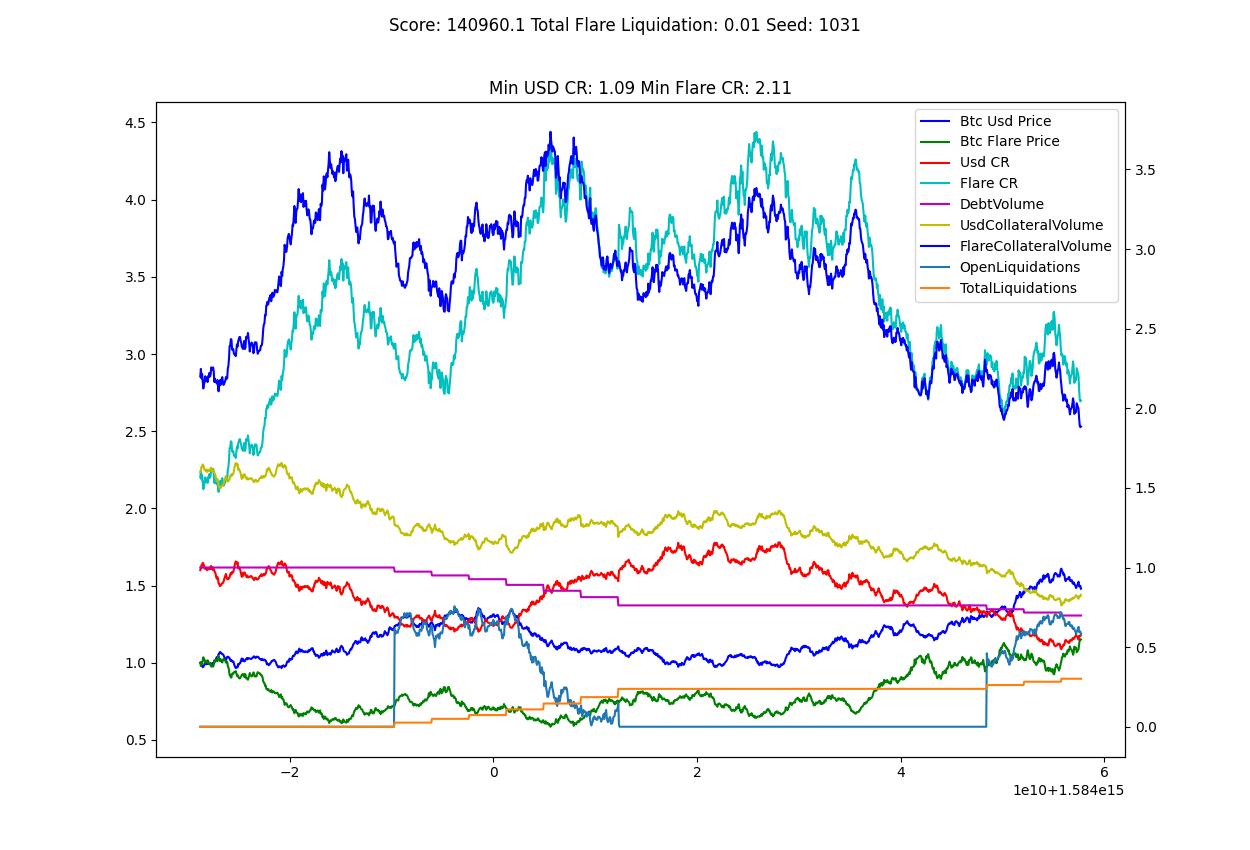 Score: 140960.1 Total Flare Liquidation: 0.01 Seed: 1031
Min USD CR: 1.09 Min Flare CR: 2.11
4.5
4.0
3.5
3.0
2.5
2.0
1.5
1.0
0.5
Btc Usd Price
Btc Flare Price
Usd CR
Flare CR
DebtVolume
UsdCollateralVolume
FlareCollateralVolume
OpenLiquidations
TotalLiquidations
3.5
3.0
2.5
2.0
1.5
1.0
0.5
0.0
−2
0
2
4
6
1e10+1.584e15